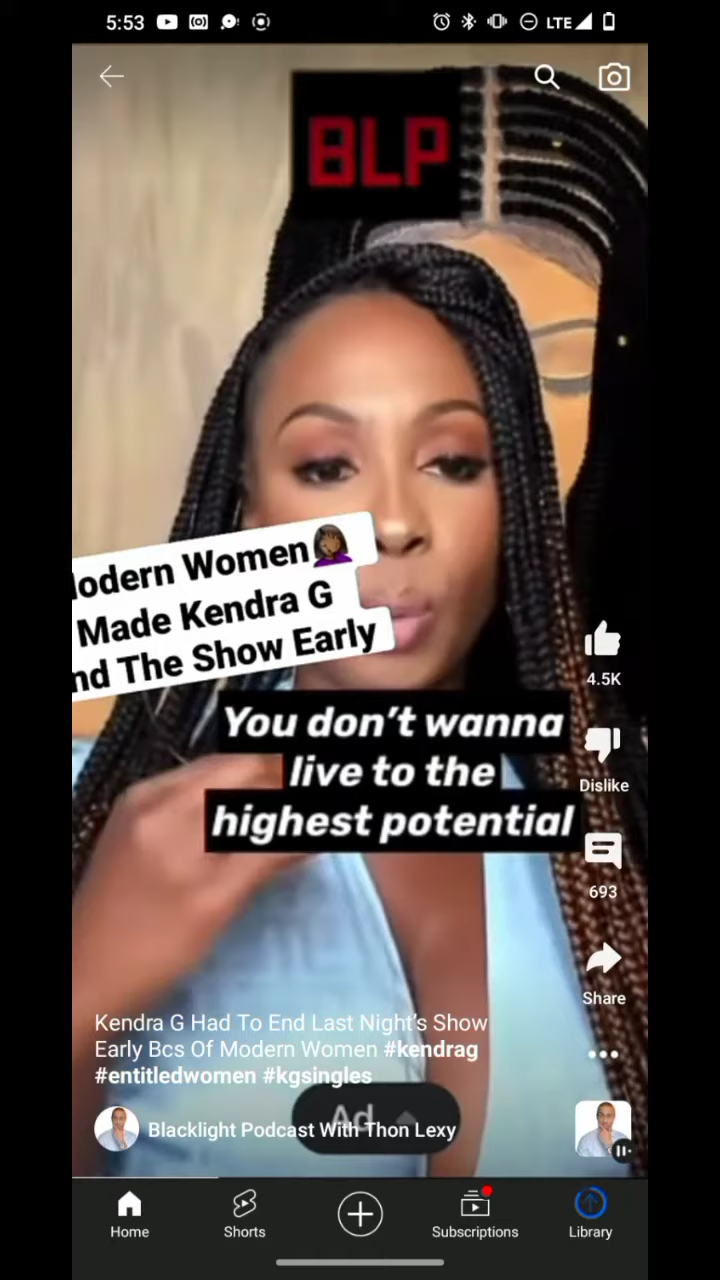 5:53
LTE
BLP
Modern Women🤦🏾‍♀️
Made Kendra G
nd The Show Early
You don't wanna
live to the
highest potential
4.5K
Dislike
693
Share
Kendra G Had To End Last Night's Show
Early Bcs Of Modern Women #kendrag
#entitledwomen #kgsingles
Ad
Blacklight Podcast With Thon Lexy
Home
Shorts
Subscriptions
Library